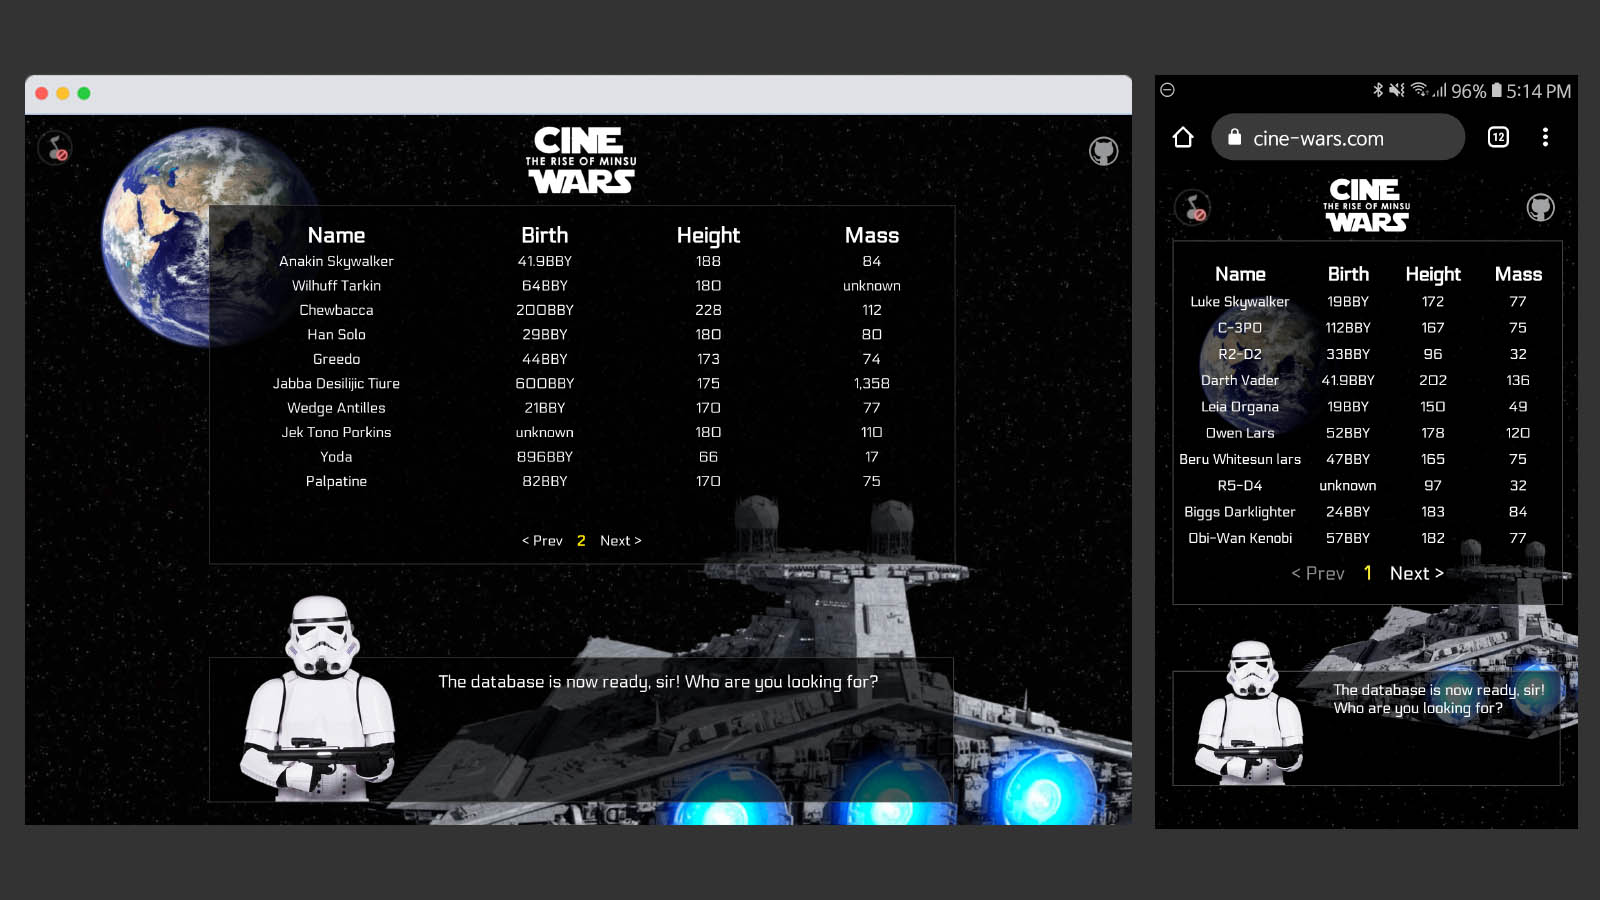 CINE
THE RISE OF MINSU
WARS
Name Birth Height Mass
Anakin Skywalker 41.9BBY 188 84
Wilhuff Tarkin 64BBY 180 unknown
Chewbacca 200BBY 228 112
Han Solo 29BBY 180 80
Greedo 44BBY 173 74
Jabba Desilijic Tiure 600BBY 175 1,358
Wedge Antilles 21BBY 170 77
Jek Tono Porkins unknown 180 110
Yoda 896BBY 66 17
Palpatine 82BBY 170 75
< Prev 2 Next >
The database is now ready, sir! Who are you looking for?
96% 5:14 PM
cine-wars.com 12
CINE
THE RISE OF MINSU
WARS
Name Birth Height Mass
Luke Skywalker 19BBY 172 77
C-3PO 112BBY 167 75
R2-D2 33BBY 96 32
Darth Vader 41.9BBY 202 136
Leia Organa 19BBY 150 49
Owen Lars 52BBY 178 120
Beru Whitesun lars 47BBY 165 75
R5-D4 unknown 97 32
Biggs Darklighter 24BBY 183 84
Obi-Wan Kenobi 57BBY 182 77
< Prev 1 Next >
The database is now ready, sir!
Who are you looking for?